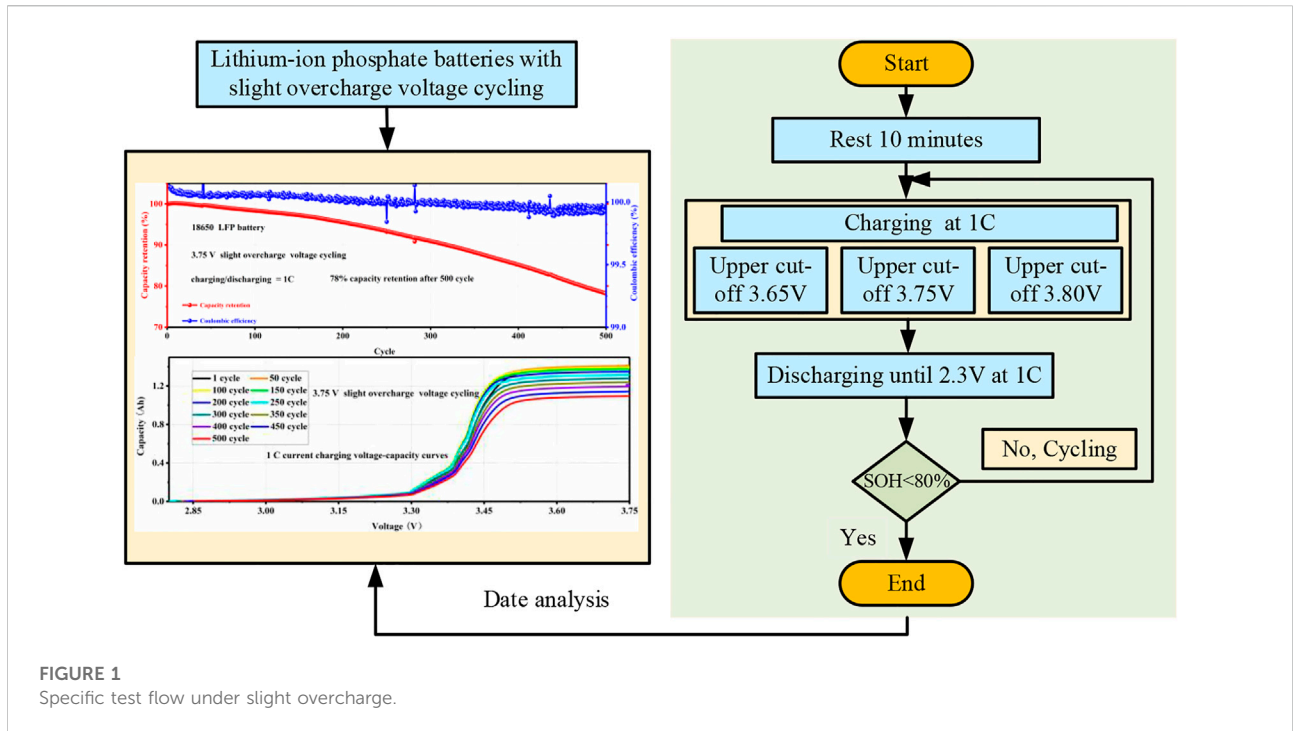 Lithium-ion phosphate batteries with
slight overcharge voltage cycling
Capacity retention (%)
100
90
80
70
18650 LFP battery
3.75 V slight overcharge voltage cycling
charging/discharging = 1C
78% capacity retention after 500 cycle
Capacity retention
Coulombic efficiency
Coulombic efficiency (%)
100.0
99.5
99.0
0
100
200
300
400
500
Cycle
Capacity (Ah)
1.2
0.8
0.4
0.0
1 cycle
50 cycle
100 cycle
150 cycle
200 cycle
250 cycle
300 cycle
350 cycle
400 cycle
450 cycle
500 cycle
3.75 V slight overcharge voltage cycling
1 C current charging voltage-capacity curves
2.85
3.00
3.15
3.30
3.45
3.60
3.75
Voltage (V)
Start
Rest 10 minutes
Charging at 1C
Upper cut-
off 3.65V
Upper cut-
off 3.75V
Upper cut-
off 3.80V
Discharging until 2.3V at 1C
No, Cycling
SOH<80%
Yes
End
Date analysis
FIGURE 1
Specific test flow under slight overcharge.